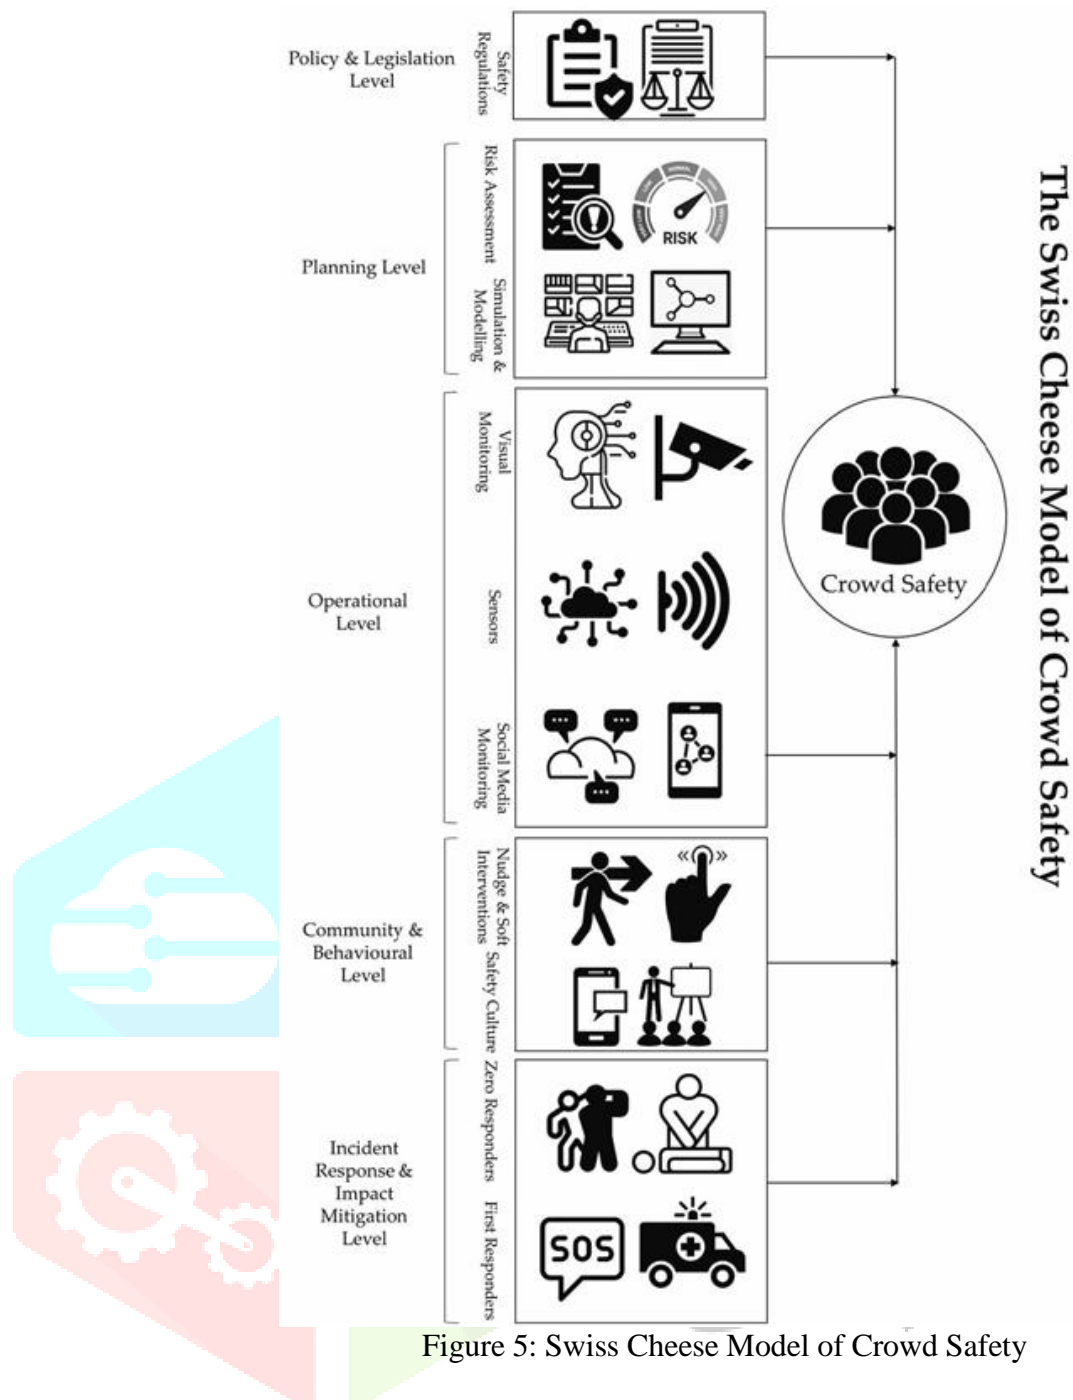 Policy & Legislation
Level
Safety
Regulations
Planning Level
Risk Assessment
RISK
Simulation &
Modelling
Operational
Level
Visual
Monitoring
Sensors
Social Media
Monitoring
Community &
Behavioural
Level
Nudge & Soft
Interventions
Safety Culture
Incident
Response &
Impact
Mitigation
Level
Zero Responders
First Responders
SOS
Crowd Safety
The Swiss Cheese Model of Crowd Safety
Figure 5: Swiss Cheese Model of Crowd Safety